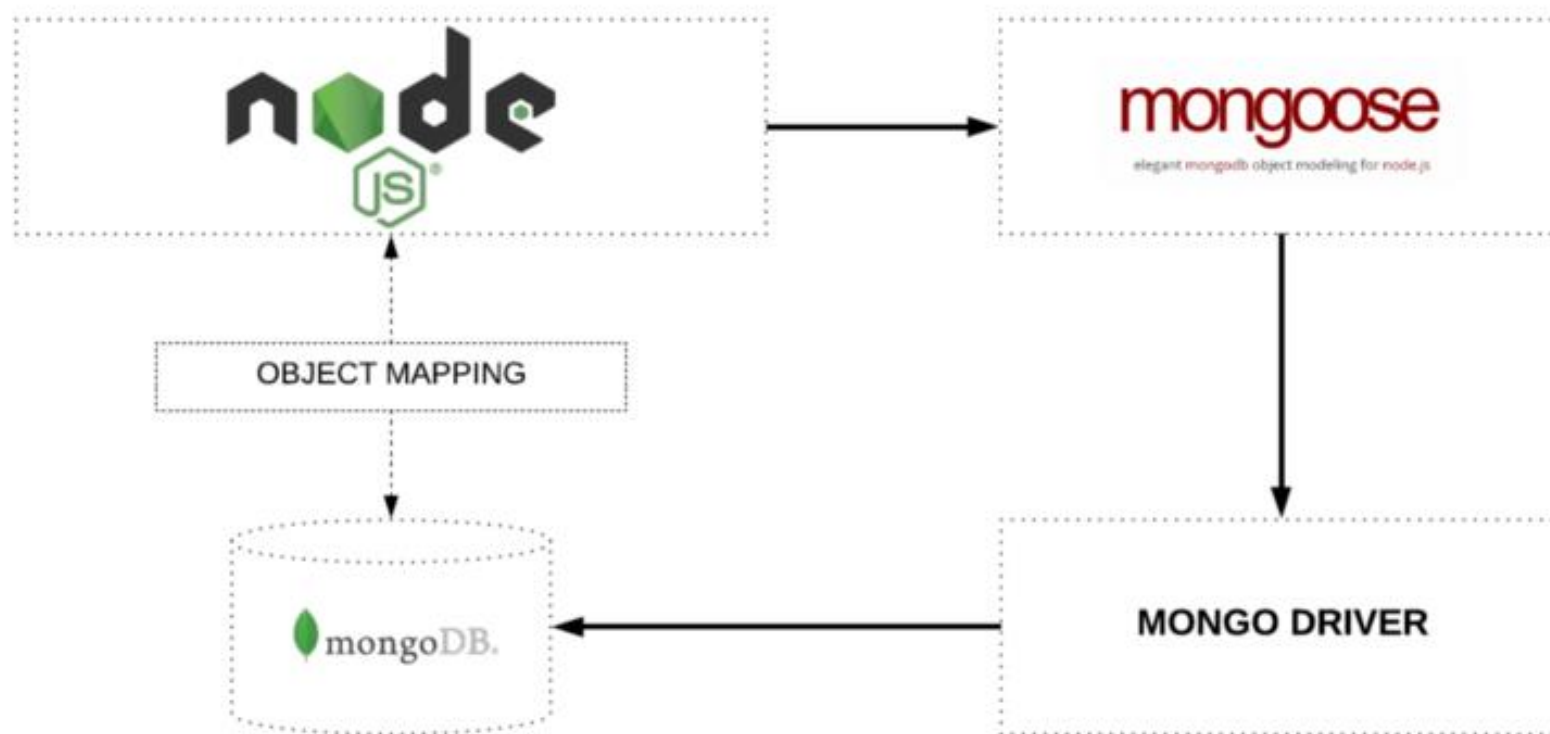 node
JS®
mongoose
elegant mongodb object modeling for node.js
OBJECT MAPPING
mongoDB.
MONGO DRIVER